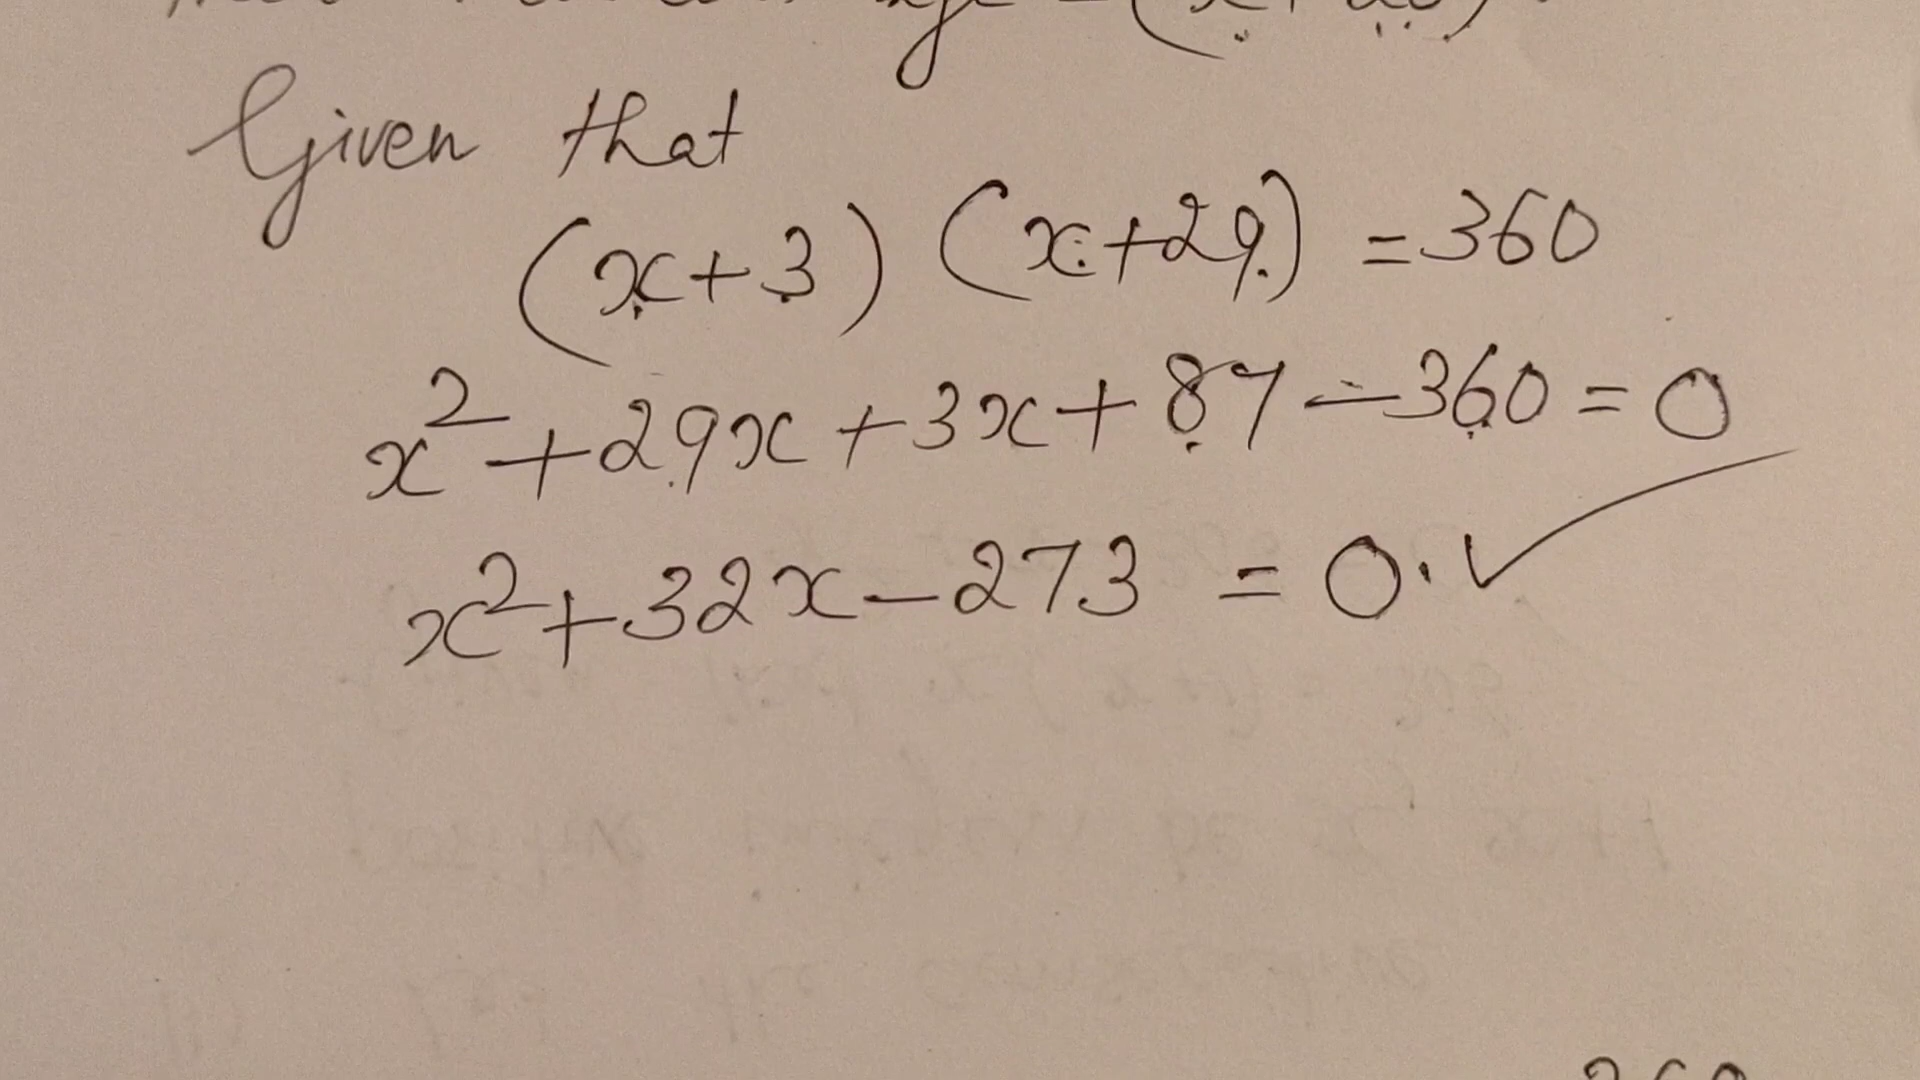 Given that
(x+3) (x+29) = 360
x²+29x+3x+87-360=0
x²+32x-273 = 0.✓